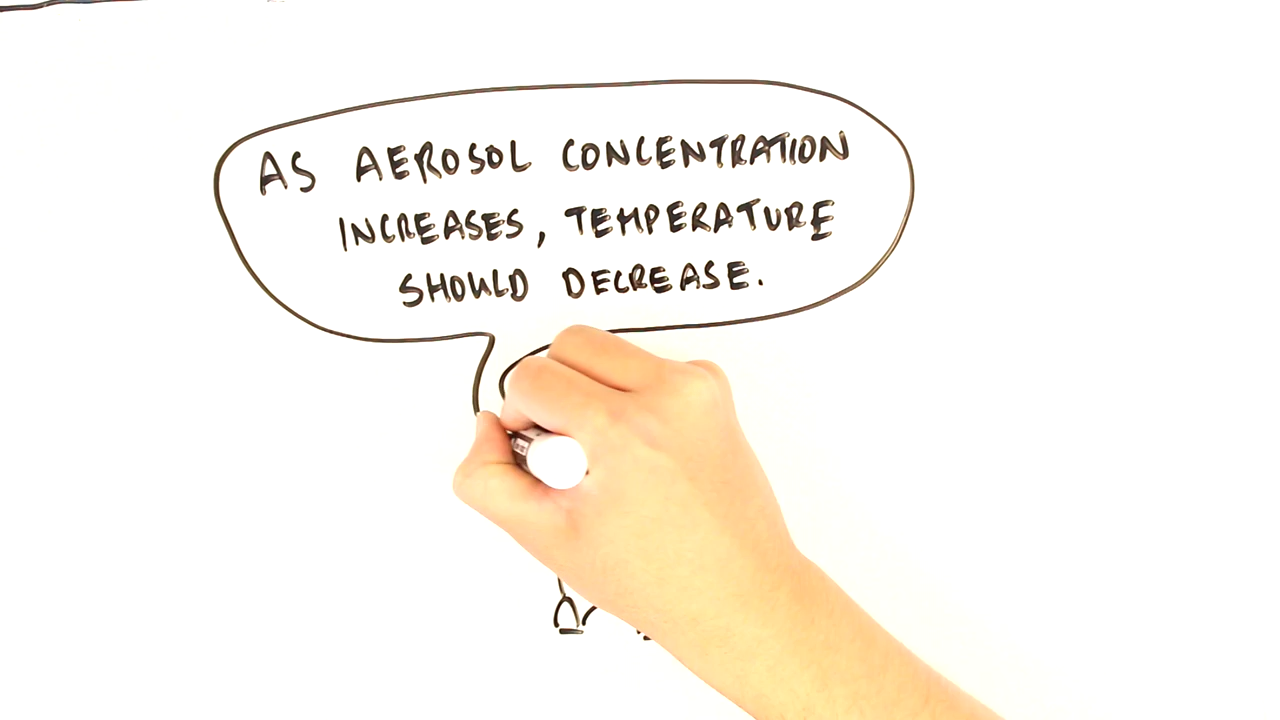 AS AEROSOL CONCENTRATION
INCREASES, TEMPERATURE
SHOULD DECREASE.